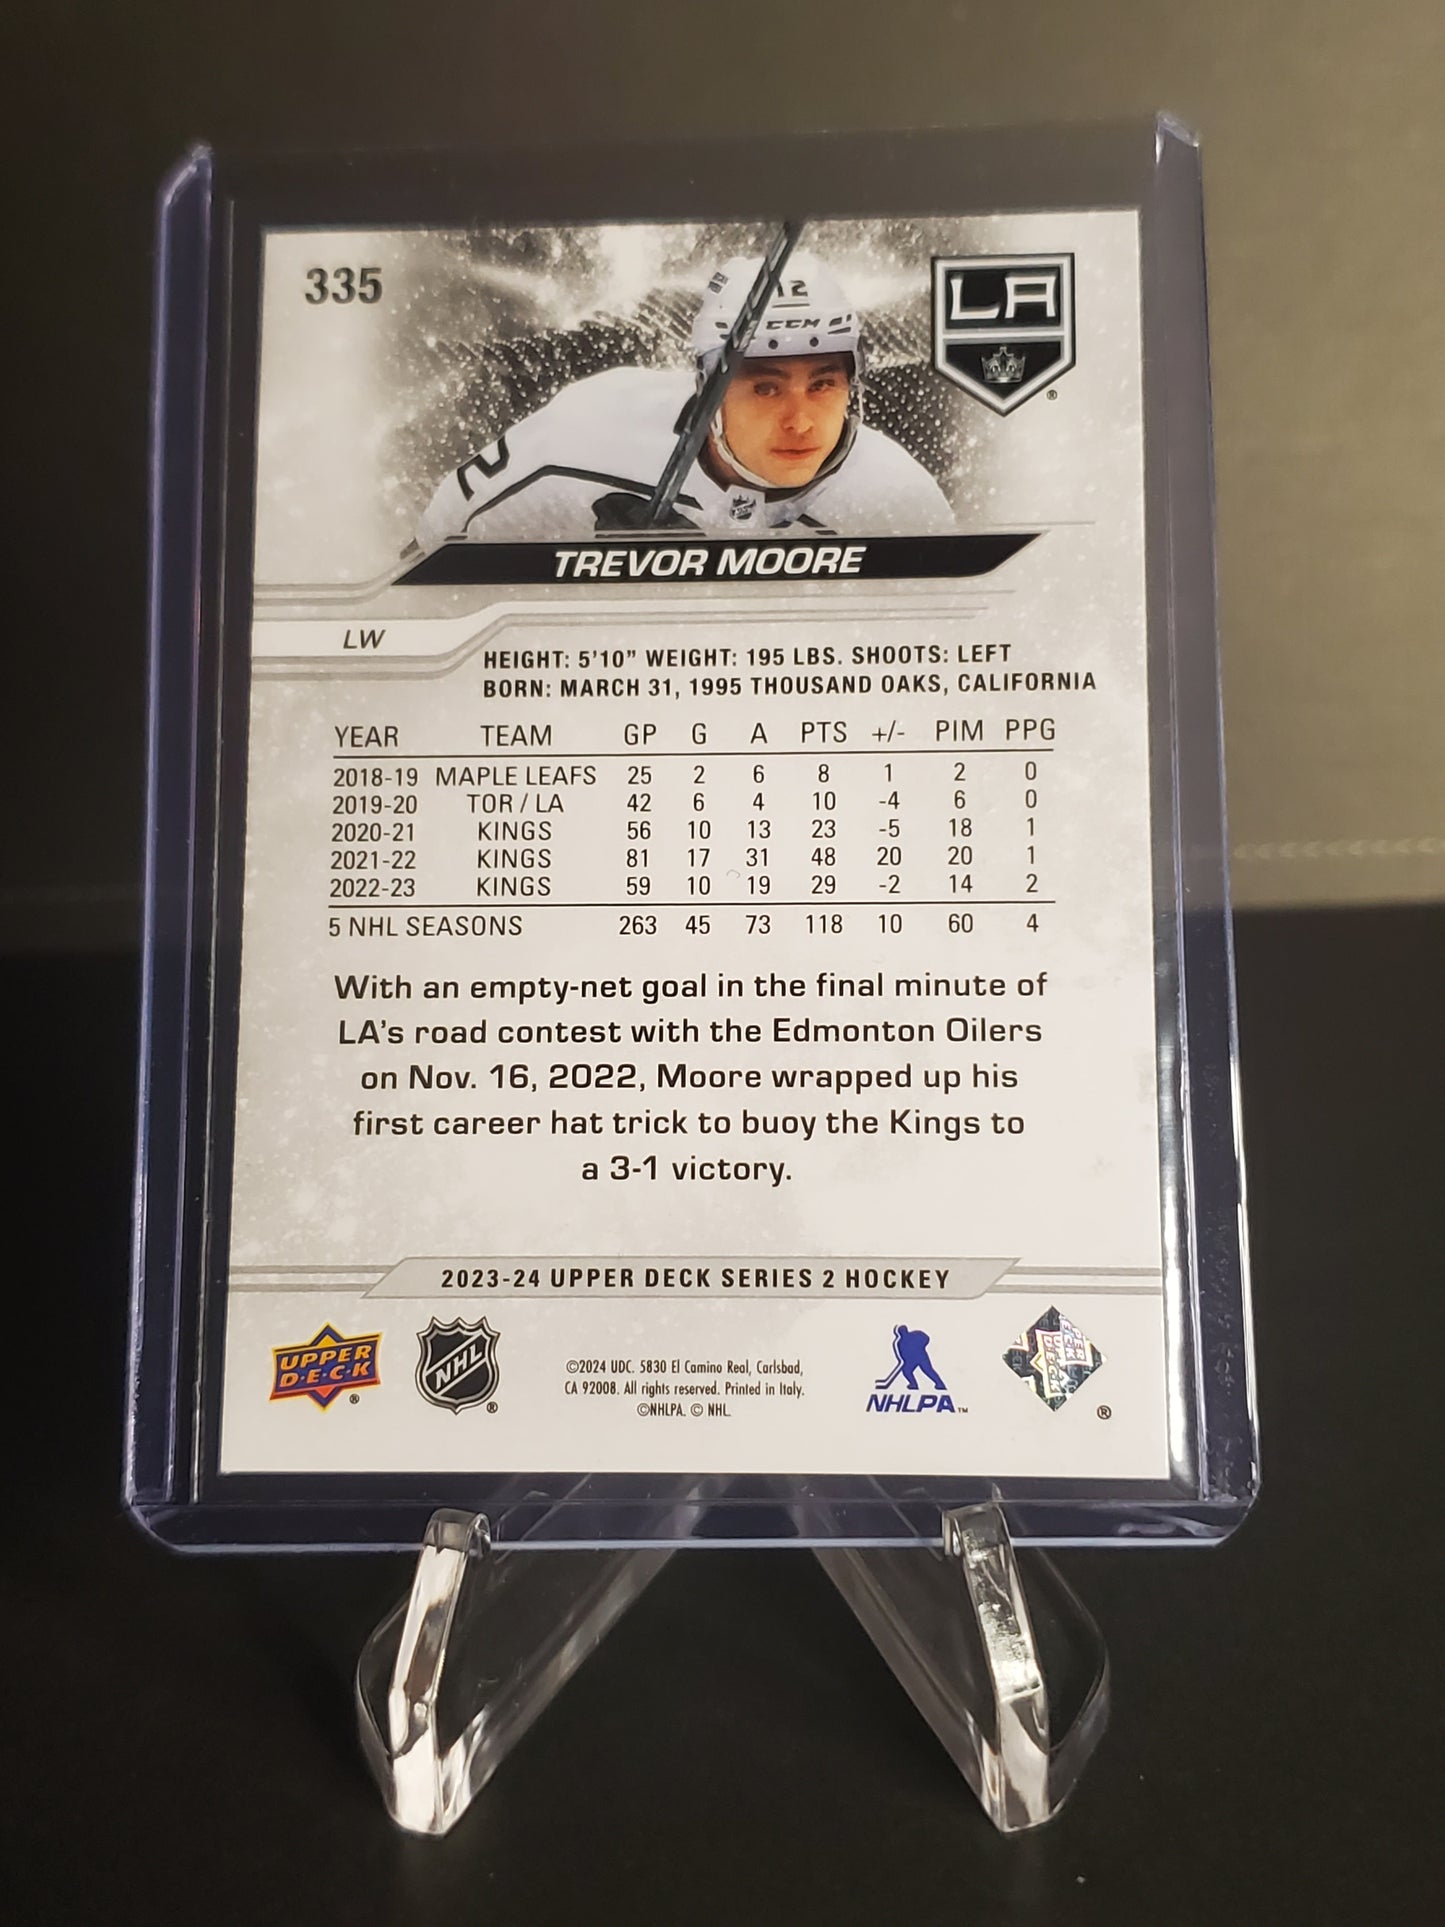 335
12
CCM
LA
®
2
TREVOR MOORE
LW
HEIGHT: 5'10" WEIGHT: 195 LBS. SHOOTS: LEFT
BORN: MARCH 31, 1995 THOUSAND OAKS, CALIFORNIA
YEAR TEAM GP G A PTS +/- PIM PPG
2018-19 MAPLE LEAFS 25 2 6 8 1 2 0
2019-20 TOR / LA 42 6 4 10 -4 6 0
2020-21 KINGS 56 10 13 23 -5 18 1
2021-22 KINGS 81 17 31 48 20 20 1
2022-23 KINGS 59 10 19 29 -2 14 2
5 NHL SEASONS 263 45 73 118 10 60 4
With an empty-net goal in the final minute of
LA's road contest with the Edmonton Oilers
on Nov. 16, 2022, Moore wrapped up his
first career hat trick to buoy the Kings to
a 3-1 victory.
2023-24 UPPER DECK SERIES 2 HOCKEY
UPPER
D·E·C·K
®
NHL
®
©2024 UDC. 5830 El Camino Real, Carlsbad,
CA 92008. All rights reserved. Printed in Italy.
©NHLPA. © NHL.
NHLPA™
®